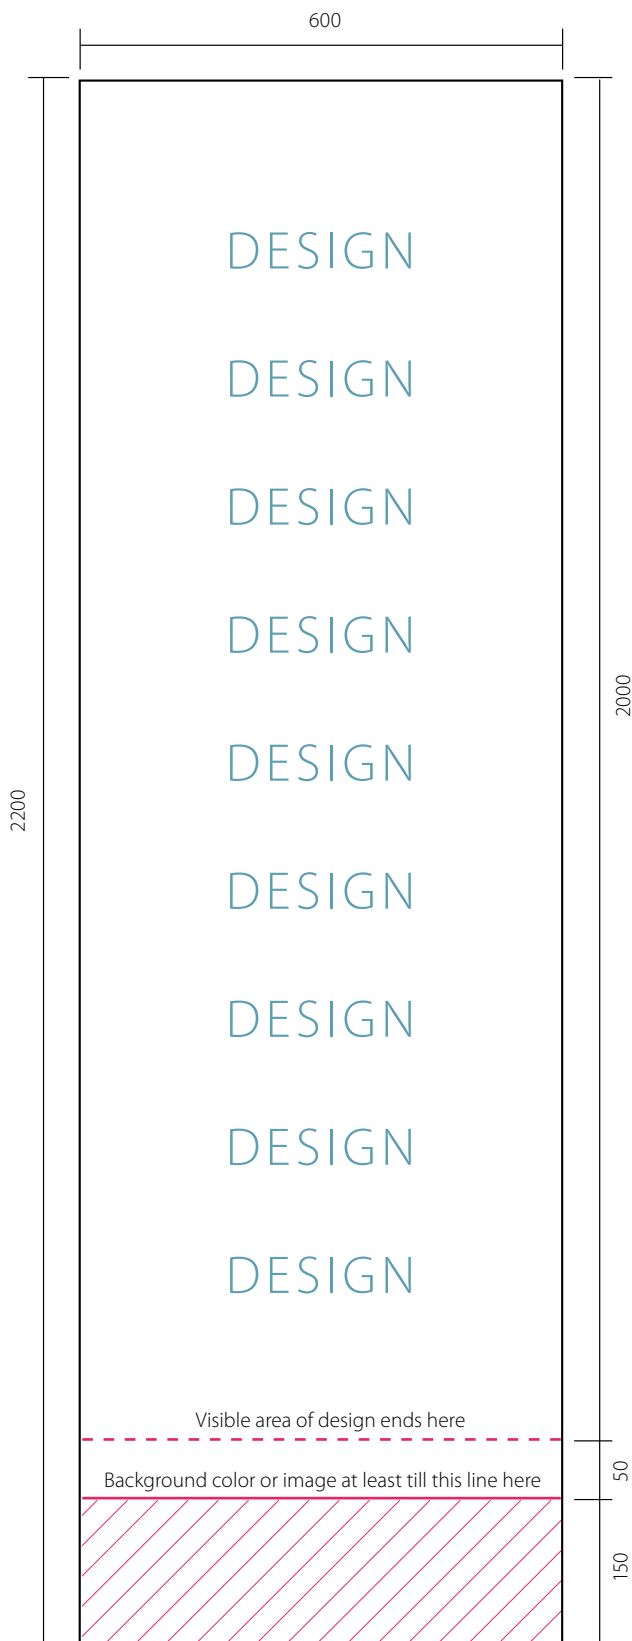 600
DESIGN
DESIGN
DESIGN
DESIGN
2000
DESIGN
2200
DESIGN
DESIGN
DESIGN
DESIGN
Visible area of design ends here
50
Background color or image at least till this line here
150